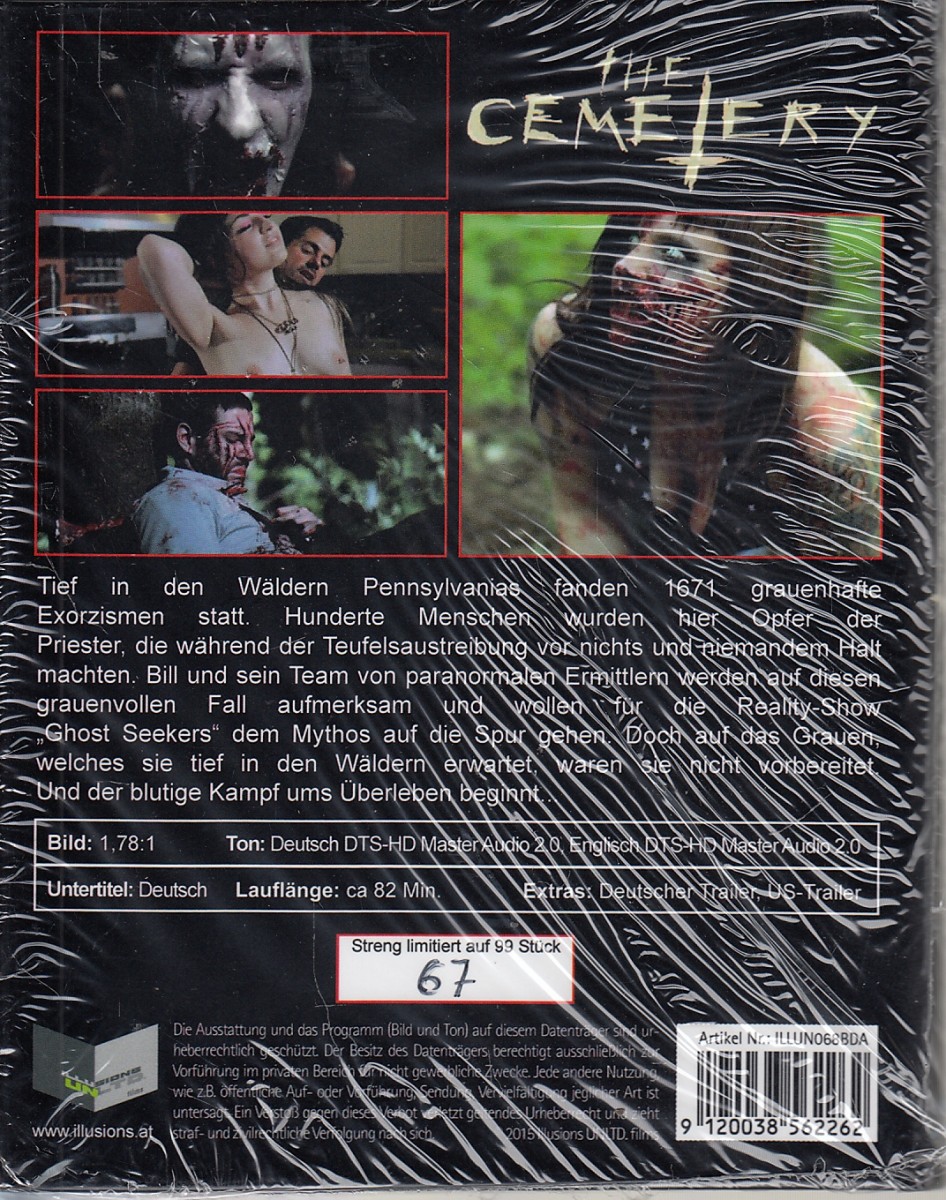 THE
CEMETERY
Tief in den Wäldern Pennsylvanias fanden 1671 grauenhafte
Exorzismen statt. Hunderte Menschen wurden hier Opfer der
Priester, die während der Teufelsaustreibung vor nichts und niemandem Halt
machten. Bill und sein Team von paranormalen Ermittlern werden auf diesen
grauenvollen Fall aufmerksam und wollen für die Reality-Show
„Ghost Seekers“ dem Mythos auf die Spur gehen. Doch auf das Grauen,
welches sie tief in den Wäldern erwartet, waren sie nicht vorbereitet.
Und der blutige Kampf ums Überleben beginnt...
Bild: 1,78:1 Ton: Deutsch DTS-HD Master Audio 2.0, Englisch DTS-HD Master Audio 2.0
Untertitel: Deutsch Lauflänge: ca 82 Min. Extras: Deutscher Trailer, US-Trailer
Streng limitiert auf 99 Stück
67
Die Ausstattung und das Programm (Bild und Ton) auf diesem Datenträger sind ur-
heberrechtlich geschützt. Der Besitz des Datenträgers berechtigt ausschließlich zur
Vorführung im privaten Bereich für nicht gewerbliche Zwecke. Jede andere Nutzung,
wie z.B. öffentliche Auf- oder Vorführung, Sendung, Vervielfältigung jeglicher Art ist
untersagt. Ein Verstoß gegen dieses Verbot verletzt geltendes Urheberrecht und zieht
straf- und zivilrechtliche Verfolgung nach sich. 2015 Illusions UNLTD. films
ILLUSIONS
UNLTD.
films
www.illusions.at
Artikel Nr.: ILLUN068BDA
9 120038 562262